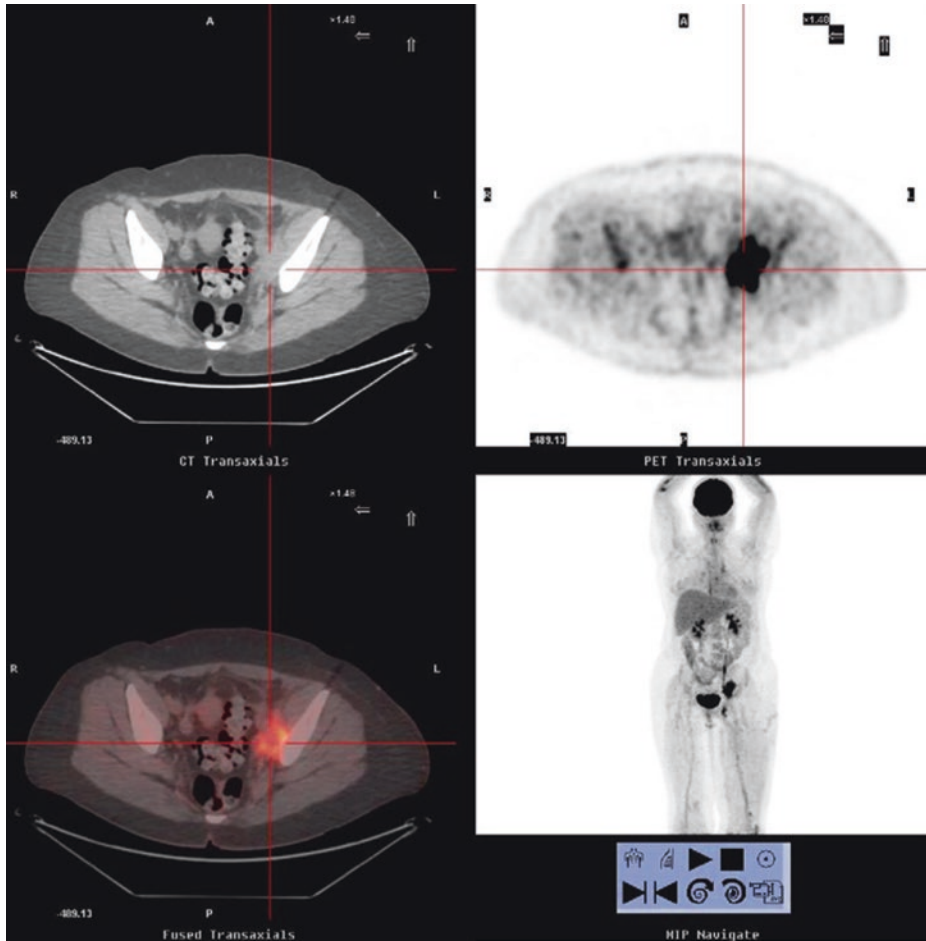 A
×1.48
R
L
-489.13
P
CT Transaxials
A
×1.48
L
-489.13
P
PET Transaxials
A
×1.48
R
L
-489.13
P
Fused Transaxials
MIP Navigate